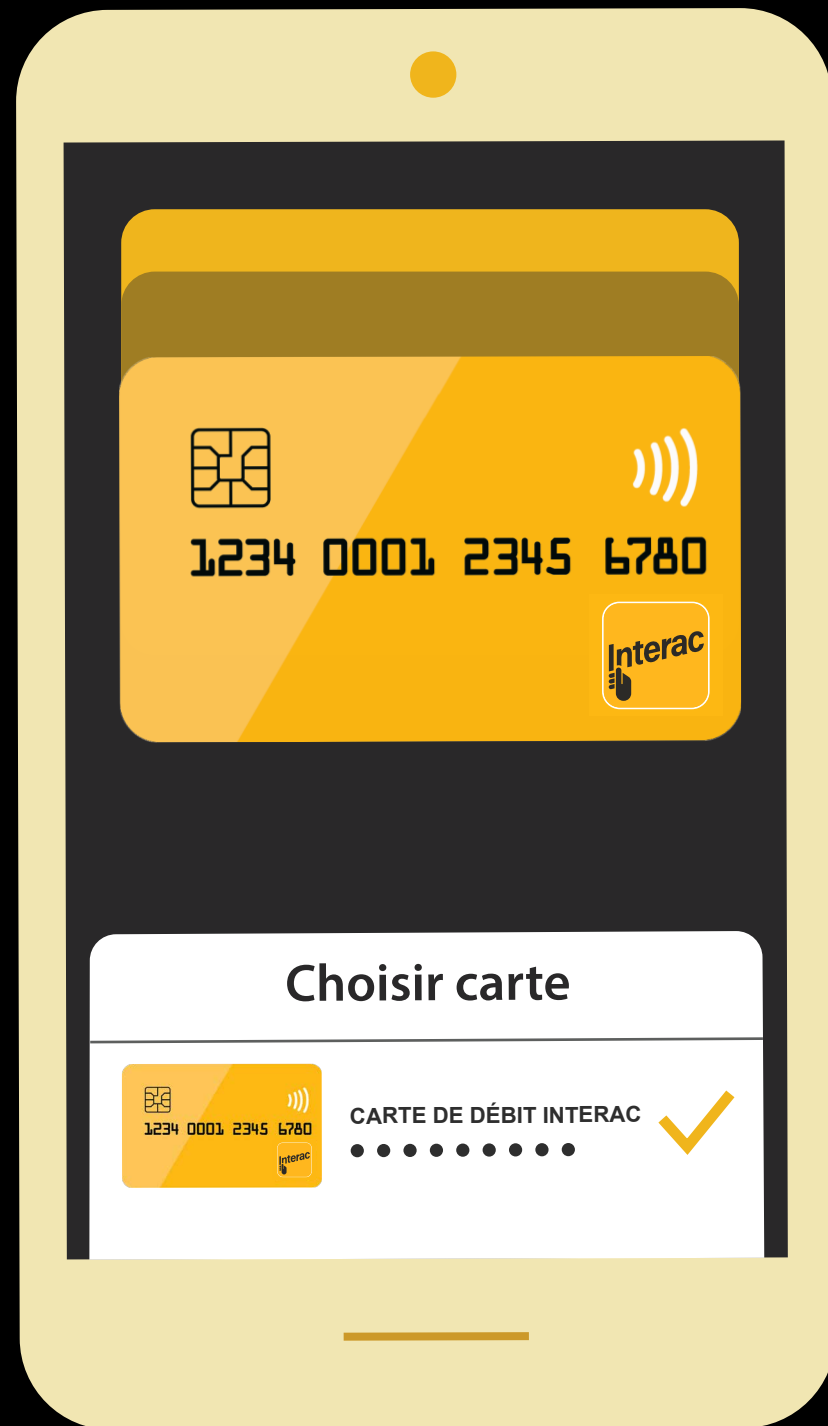 1234 0001 2345 6780
Interac
Choisir carte
1234 0001 2345 6780
Interac
CARTE DE DÉBIT INTERAC